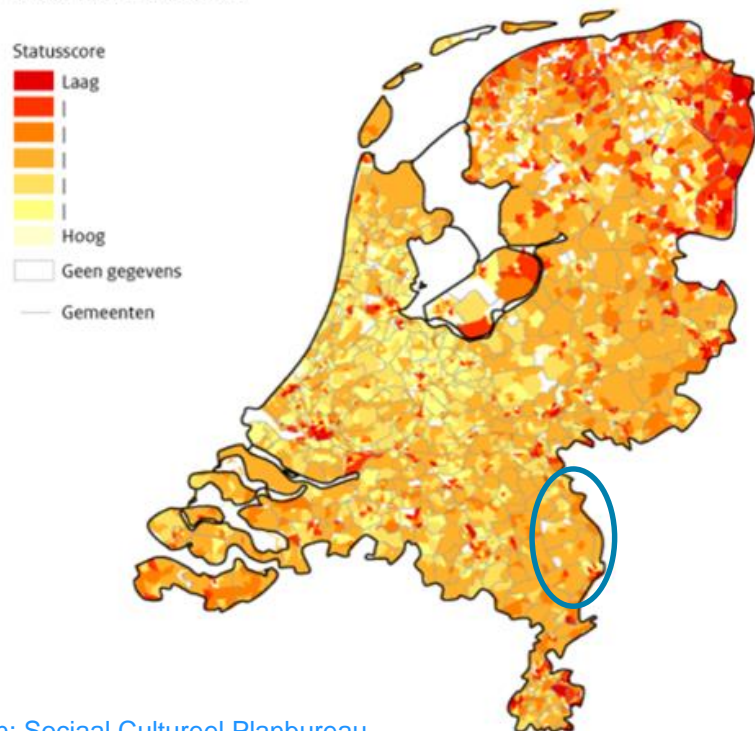 Statusscore
Laag
|
|
|
|
|
Hoog
Geen gegevens
Gemeenten
Sociaal Cultureel Planbureau